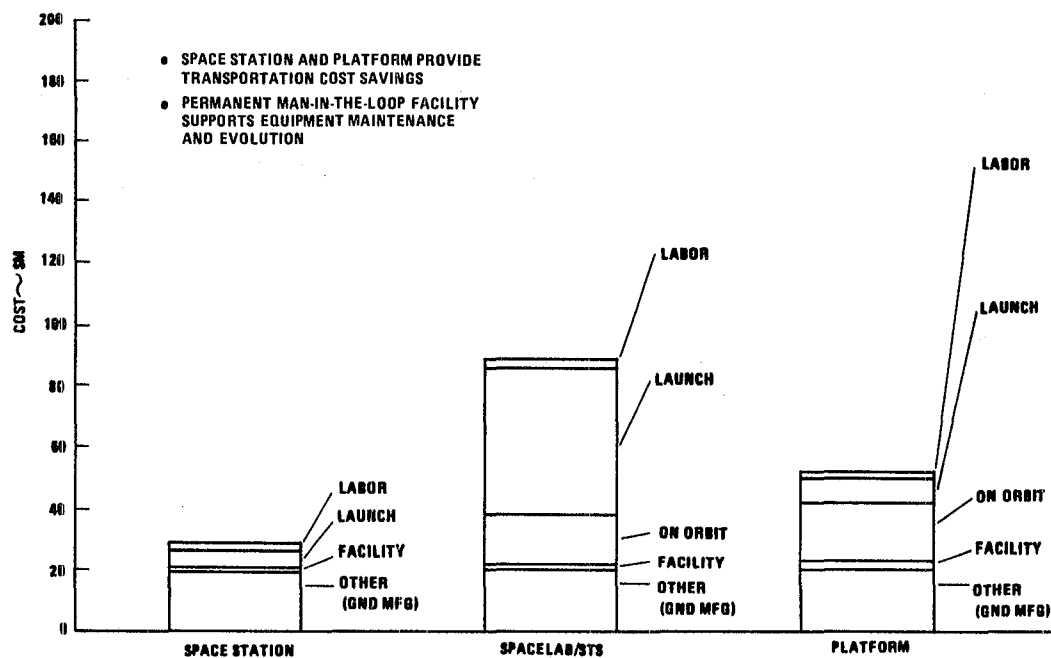 200
180
160
140
120
100
80
60
40
20
0
COST~$M
• SPACE STATION AND PLATFORM PROVIDE
TRANSPORTATION COST SAVINGS
• PERMANENT MAN-IN-THE-LOOP FACILITY
SUPPORTS EQUIPMENT MAINTENANCE
AND EVOLUTION
LABOR
LAUNCH
FACILITY
OTHER
(GND MFG)
SPACE STATION
LABOR
LAUNCH
ON ORBIT
FACILITY
OTHER
(GND MFG)
SPACELAB/STS
LABOR
LAUNCH
ON ORBIT
FACILITY
OTHER
(GND MFG)
PLATFORM